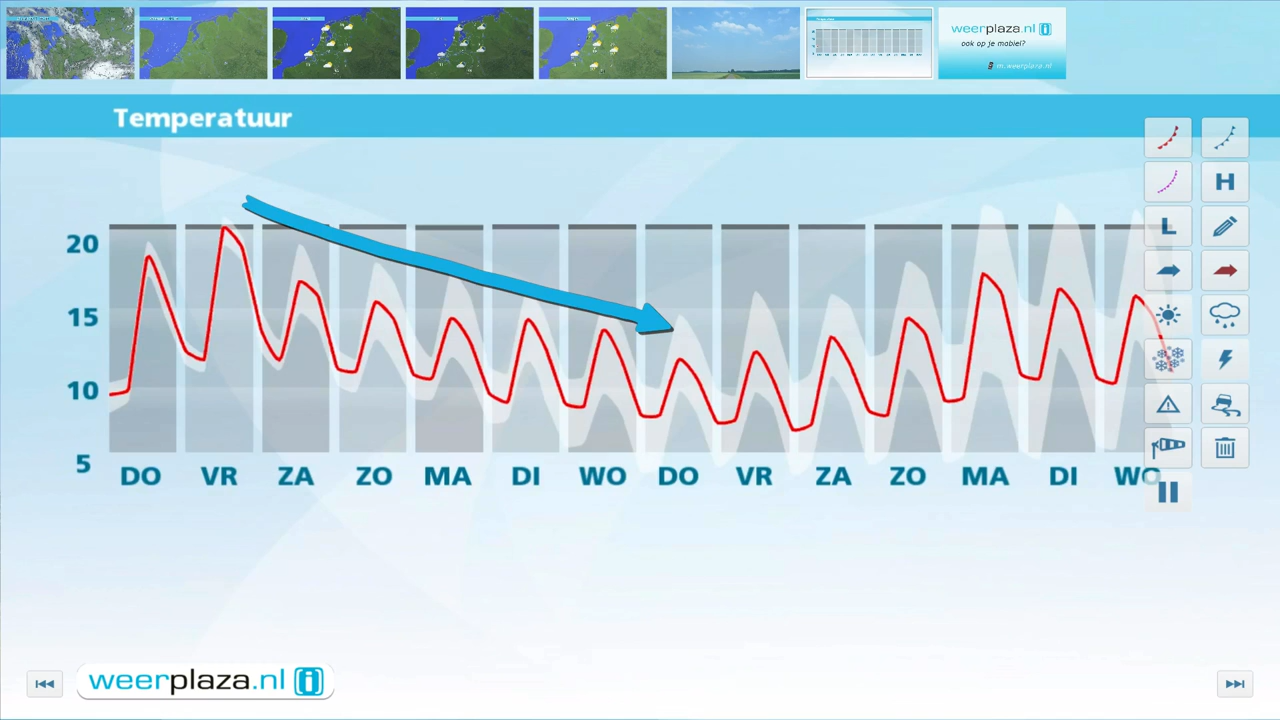 weerplaza.nl [i]
ook op je mobiel?
m.weerplaza.nl
Temperatuur
H
L
20
15
10
5
DO VR ZA ZO MA DI WO DO VR ZA ZO MA DI WO
weerplaza.nl [i]